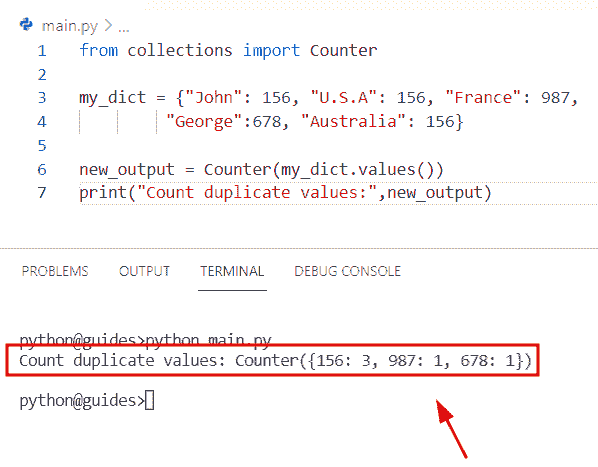 main.py > ...
1 from collections import Counter
2
3 my_dict = {"John": 156, "U.S.A": 156, "France": 987,
4 "George":678, "Australia": 156}
5
6 new_output = Counter(my_dict.values())
7 print("Count duplicate values:",new_output)
PROBLEMS OUTPUT TERMINAL DEBUG CONSOLE
python@guides>python main.py
Count duplicate values: Counter({156: 3, 987: 1, 678: 1})
python@guides>